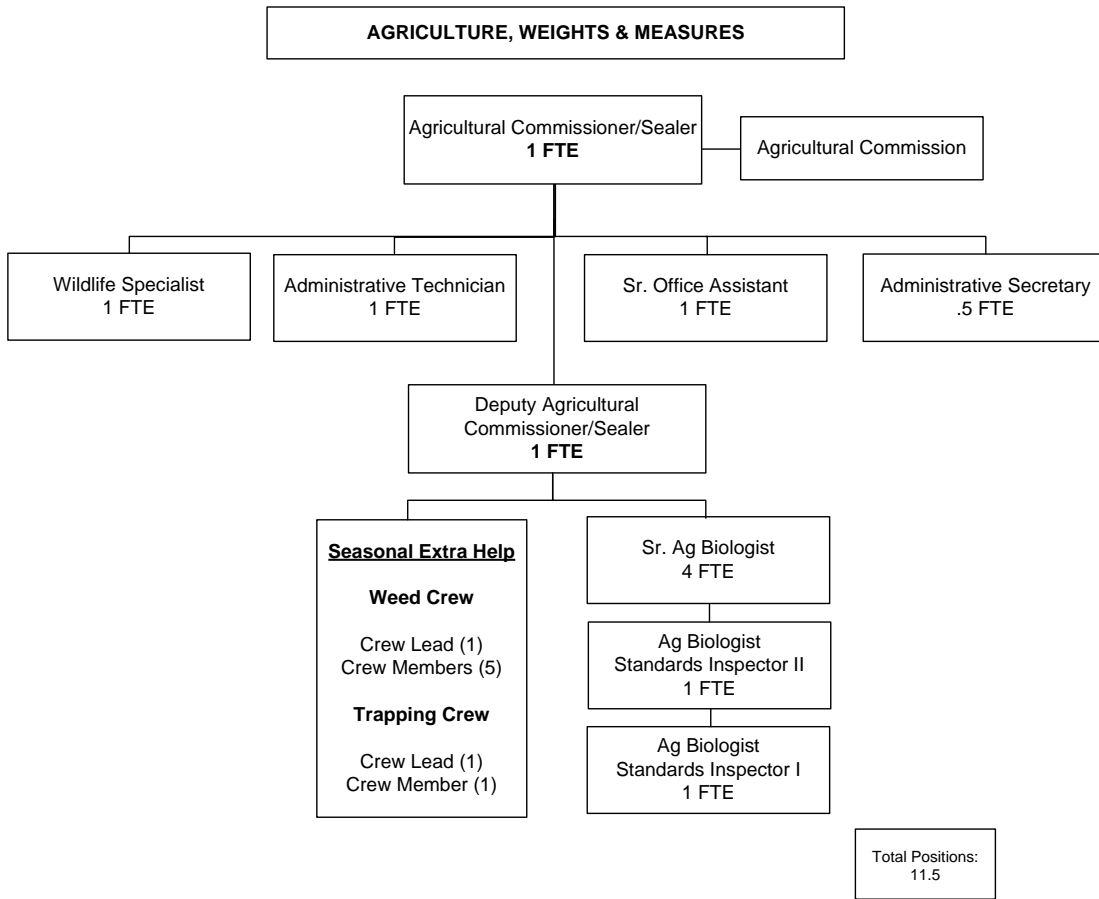 AGRICULTURE, WEIGHTS & MEASURES
Agricultural Commissioner/Sealer
1 FTE
Agricultural Commission
Wildlife Specialist
1 FTE
Administrative Technician
1 FTE
Sr. Office Assistant
1 FTE
Administrative Secretary
.5 FTE
Deputy Agricultural
Commissioner/Sealer
1 FTE
Seasonal Extra Help
Weed Crew
Crew Lead (1)
Crew Members (5)
Trapping Crew
Crew Lead (1)
Crew Member (1)
Sr. Ag Biologist
4 FTE
Ag Biologist
Standards Inspector II
1 FTE
Ag Biologist
Standards Inspector I
1 FTE
Total Positions:
11.5